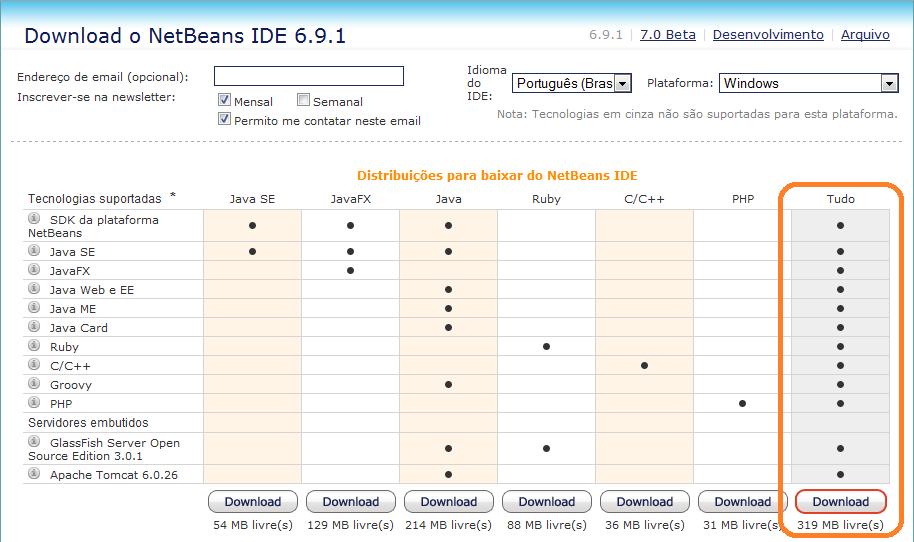 Download o NetBeans IDE 6.9.1
6.9.1 | 7.0 Beta | Desenvolvimento | Arquivo
Endereço de email (opcional):
Inscrever-se na newsletter:
Mensal Semanal
Permito me contatar neste email
Idioma
do
IDE:
Português (Bras
Plataforma: Windows
Nota: Tecnologias em cinza não são suportadas para esta plataforma.
Distribuições para baixar do NetBeans IDE
Tecnologias suportadas * Java SE JavaFX Java Ruby C/C++ PHP Tudo
SDK da plataforma
NetBeans
Java SE
JavaFX
Java Web e EE
Java ME
Java Card
Ruby
C/C++
Groovy
PHP
Servidores embutidos
GlassFish Server Open
Source Edition 3.0.1
Apache Tomcat 6.0.26
Download Download Download Download Download Download Download
54 MB livre(s) 129 MB livre(s) 214 MB livre(s) 88 MB livre(s) 36 MB livre(s) 31 MB livre(s) 319 MB livre(s)